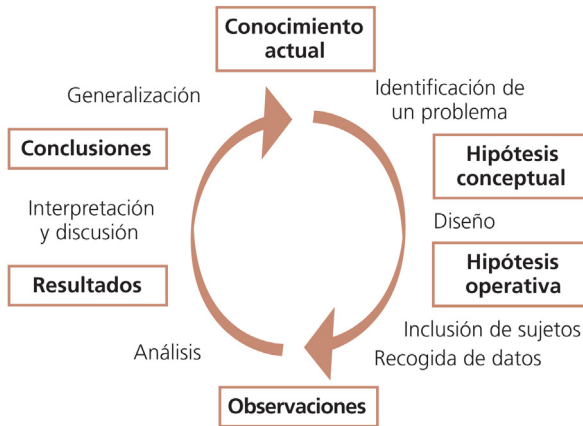 Conocimiento
actual
Identificación de
un problema
Hipótesis
conceptual
Diseño
Hipótesis
operativa
Inclusión de sujetos
Recogida de datos
Observaciones
Análisis
Resultados
Interpretación
y discusión
Conclusiones
Generalización